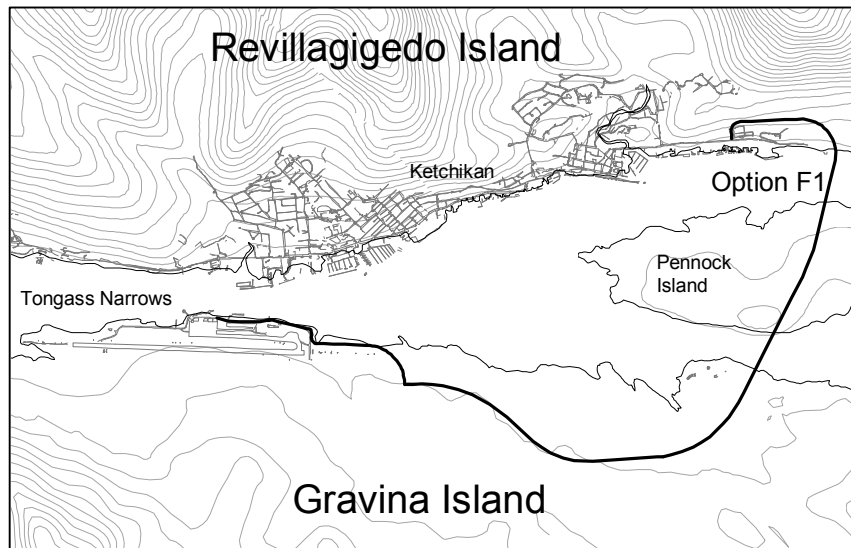 Revillagigedo Island
Ketchikan
Option F1
Pennock
Island
Tongass Narrows
Gravina Island